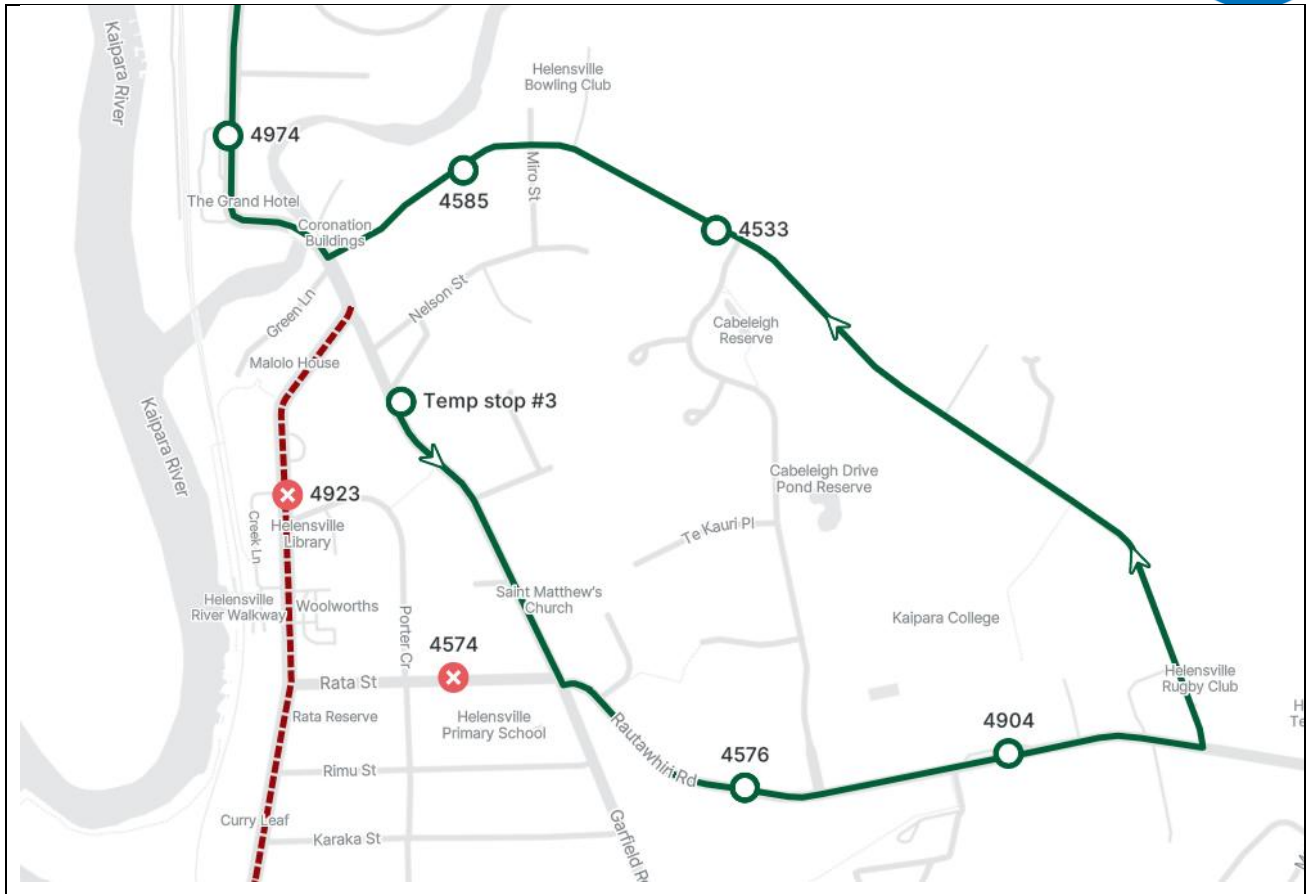 Kaipara River
Helensville
Bowling Club
4974
Miro St
4585
The Grand Hotel
Coronation
Buildings
4533
Nelson St
Green Ln
Cabeleigh
Reserve
Malolo House
Temp stop #3
Kaipara River
Cabeleigh Drive
Pond Reserve
4923
Helensville
Library
Creek Ln
Te Kauri Pl
Saint Matthew's
Church
Helensville
River Walkway
Woolworths
Porter Cr
Kaipara College
4574
Helensville
Rugby Club
Rata St
H
Te
Rata Reserve
Helensville
Primary School
4904
Rautawhiri Rd
4576
Rimu St
Curry Leaf
Garfield R
Karaka St